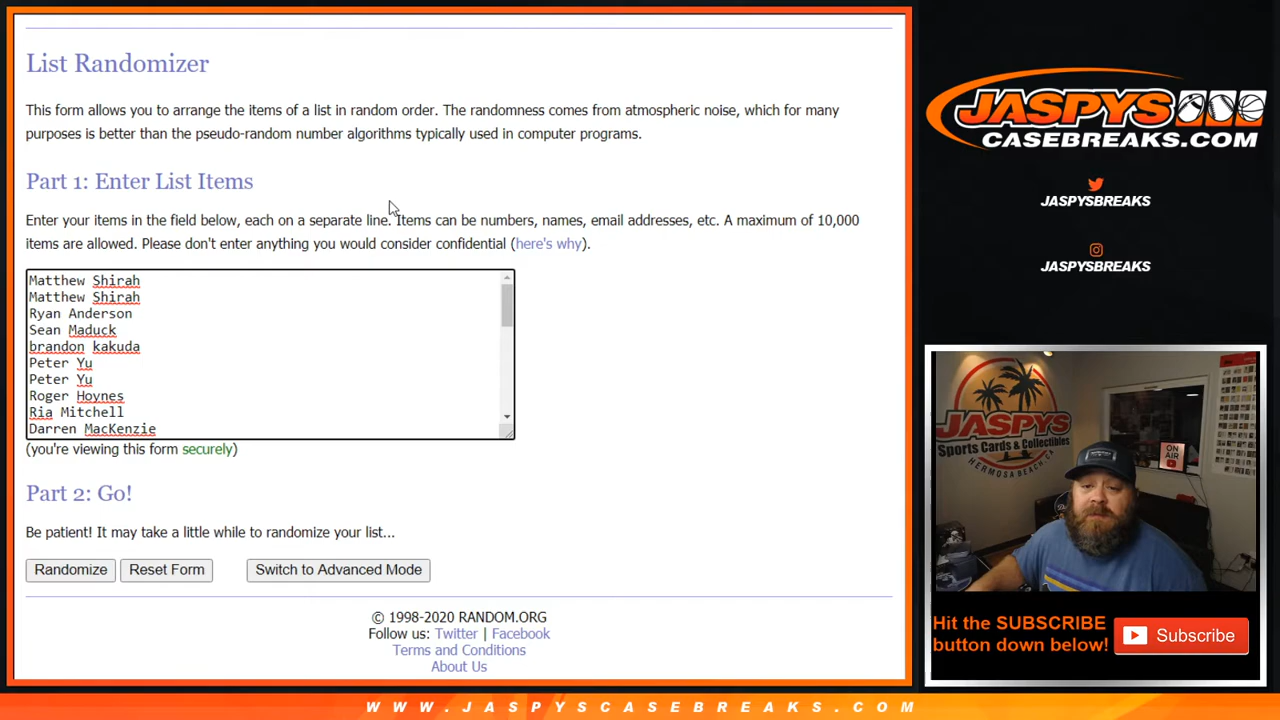 List Randomizer
This form allows you to arrange the items of a list in random order. The randomness comes from atmospheric noise, which for many
purposes is better than the pseudo-random number algorithms typically used in computer programs.
Part 1: Enter List Items
Enter your items in the field below, each on a separate line. Items can be numbers, names, email addresses, etc. A maximum of 10,000
items are allowed. Please don't enter anything you would consider confidential (here's why).
Matthew Shirah
Matthew Shirah
Ryan Anderson
Sean Maduck
brandon kakuda
Peter Yu
Peter Yu
Roger Hoynes
Ria Mitchell
Darren MacKenzie
(you're viewing this form securely)
Part 2: Go!
Be patient! It may take a little while to randomize your list...
Randomize
Reset Form
Switch to Advanced Mode
© 1998-2020 RANDOM.ORG
Follow us: Twitter | Facebook
Terms and Conditions
About Us
JASPYS
CASEBREAKS.COM
JASPYSBREAKS
JASPYSBREAKS
JASPYS
Sports Cards & Collectibles
HERMOSA BEACH, CA
ON
AIR
Hit the SUBSCRIBE
button down below!
Subscribe
WWW.JASPYSCASEBREAKS.COM